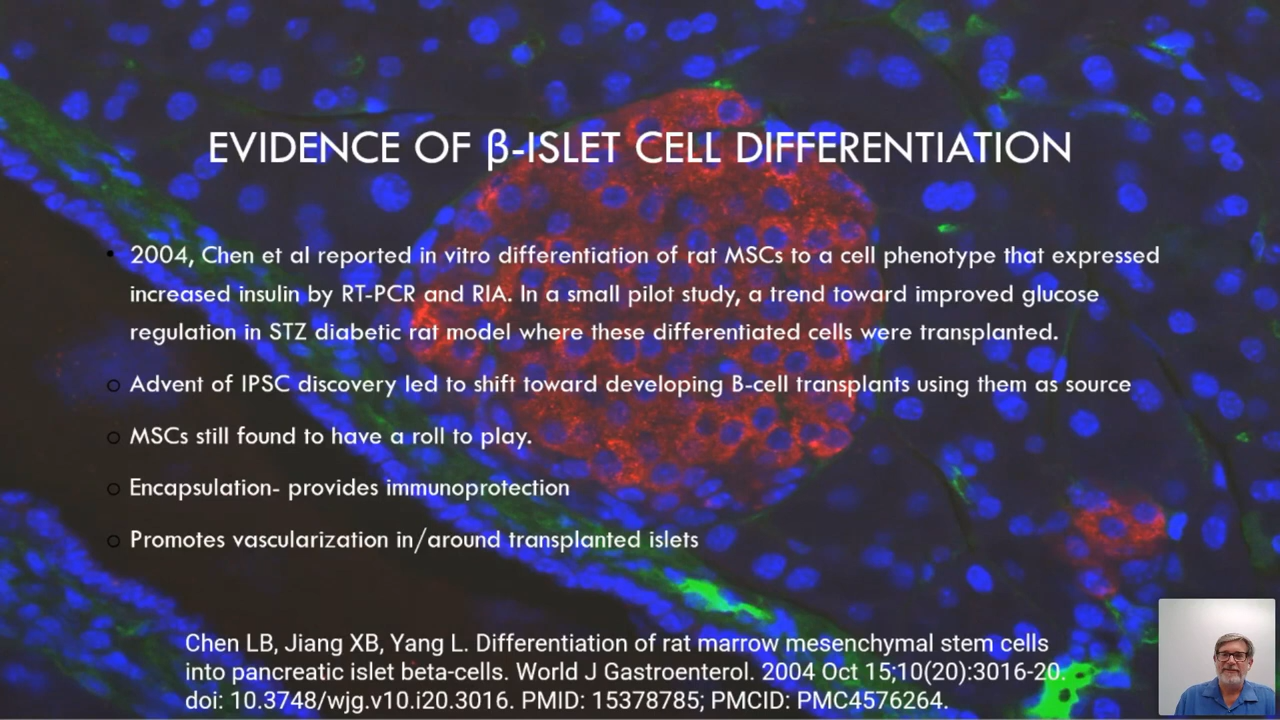 EVIDENCE OF β-ISLET CELL DIFFERENTIATION
• 2004, Chen et al reported in vitro differentiation of rat MSCs to a cell phenotype that expressed
increased insulin by RT-PCR and RIA. In a small pilot study, a trend toward improved glucose
regulation in STZ diabetic rat model where these differentiated cells were transplanted.
○ Advent of IPSC discovery led to shift toward developing B-cell transplants using them as source
○ MSCs still found to have a roll to play.
○ Encapsulation- provides immunoprotection
○ Promotes vascularization in/around transplanted islets
Chen LB, Jiang XB, Yang L. Differentiation of rat marrow mesenchymal stem cells
into pancreatic islet beta-cells. World J Gastroenterol. 2004 Oct 15;10(20):3016-20.
doi: 10.3748/wjg.v10.i20.3016. PMID: 15378785; PMCID: PMC4576264.